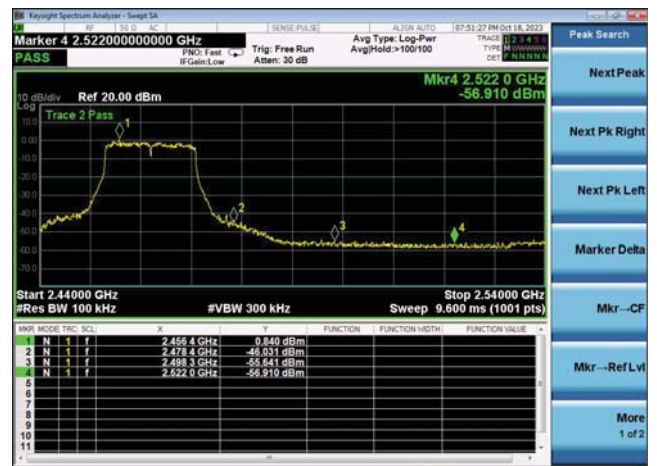 Keysight Spectrum Analyzer - Swept SA
RF 50 Ω AC SENSE:PULSE ALIGN AUTO 07:51:27 PM Oct 18, 2023
Marker 4 2.522000000000 GHz
PASS
PNO: Fast
IFGain:Low
Trig: Free Run
Atten: 30 dB
Avg Type: Log-Pwr
Avg|Hold:>100/100
TRACE 1 2 3 4 5 6
TYPE M WWWWW
DET P N N N N N
Mkr4 2.522 0 GHz
-56.910 dBm
10 dB/div Ref 20.00 dBm
Log
Trace 2 Pass
10.0
0.00
-10.0
-20.0
-30.0
-40.0
-50.0
-60.0
-70.0
1
2
3
4
Start 2.44000 GHz Stop 2.54000 GHz
#Res BW 100 kHz #VBW 300 kHz Sweep 9.600 ms (1001 pts)
MKR MODE TRC SCL X Y FUNCTION FUNCTION WIDTH FUNCTION VALUE
1 N 1 f 2.456 4 GHz 0.840 dBm
2 N 1 f 2.478 4 GHz -46.031 dBm
3 N 1 f 2.498 3 GHz -55.641 dBm
4 N 1 f 2.522 0 GHz -56.910 dBm
5
6
7
8
9
10
11
Peak Search
Next Peak
Next Pk Right
Next Pk Left
Marker Delta
Mkr→CF
Mkr→Ref Lvl
More
1 of 2